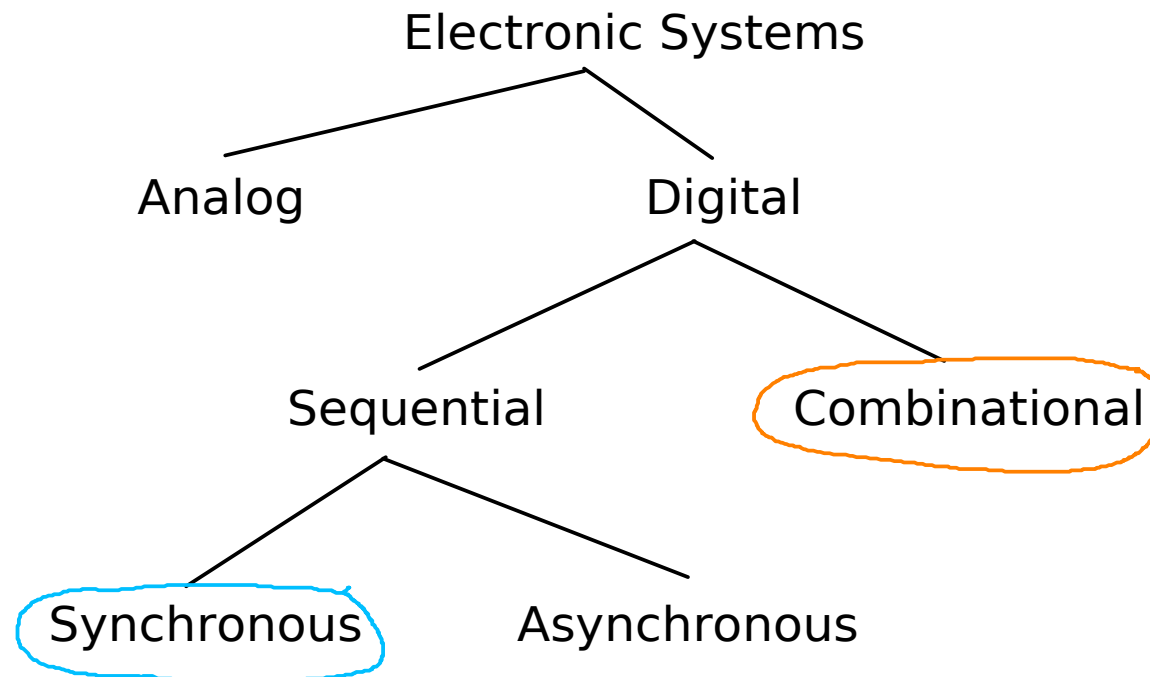 Electronic Systems
Analog
Digital
Sequential
Combinational
Synchronous
Asynchronous